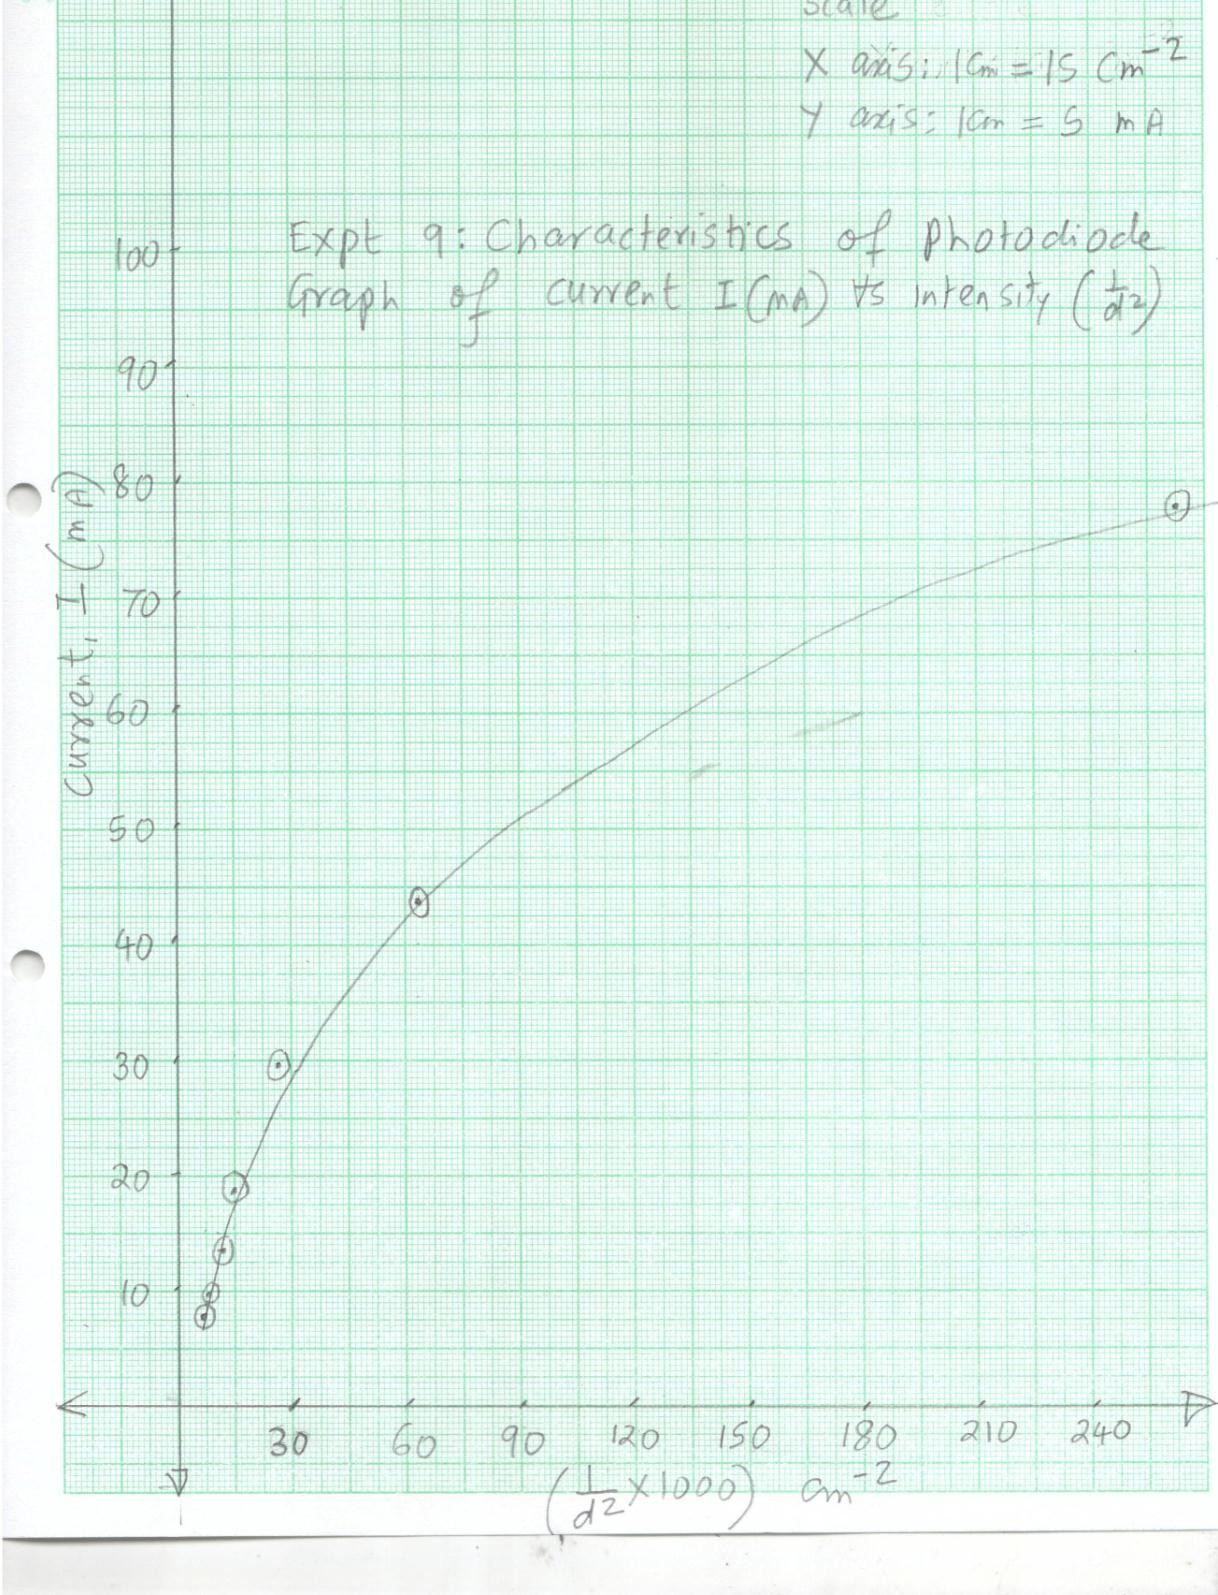 Scale
X axis: 1cm = 15 cm⁻²
Y axis: 1cm = 5 mA
Expt 9: Characteristics of photodiode
Graph of current I (mA) Vs intensity (1/d²)
100
90
80
70
60
50
40
30
20
10
Current, I (mA)
30 60 90 120 150 180 210 240
(1/d² × 1000) cm⁻²